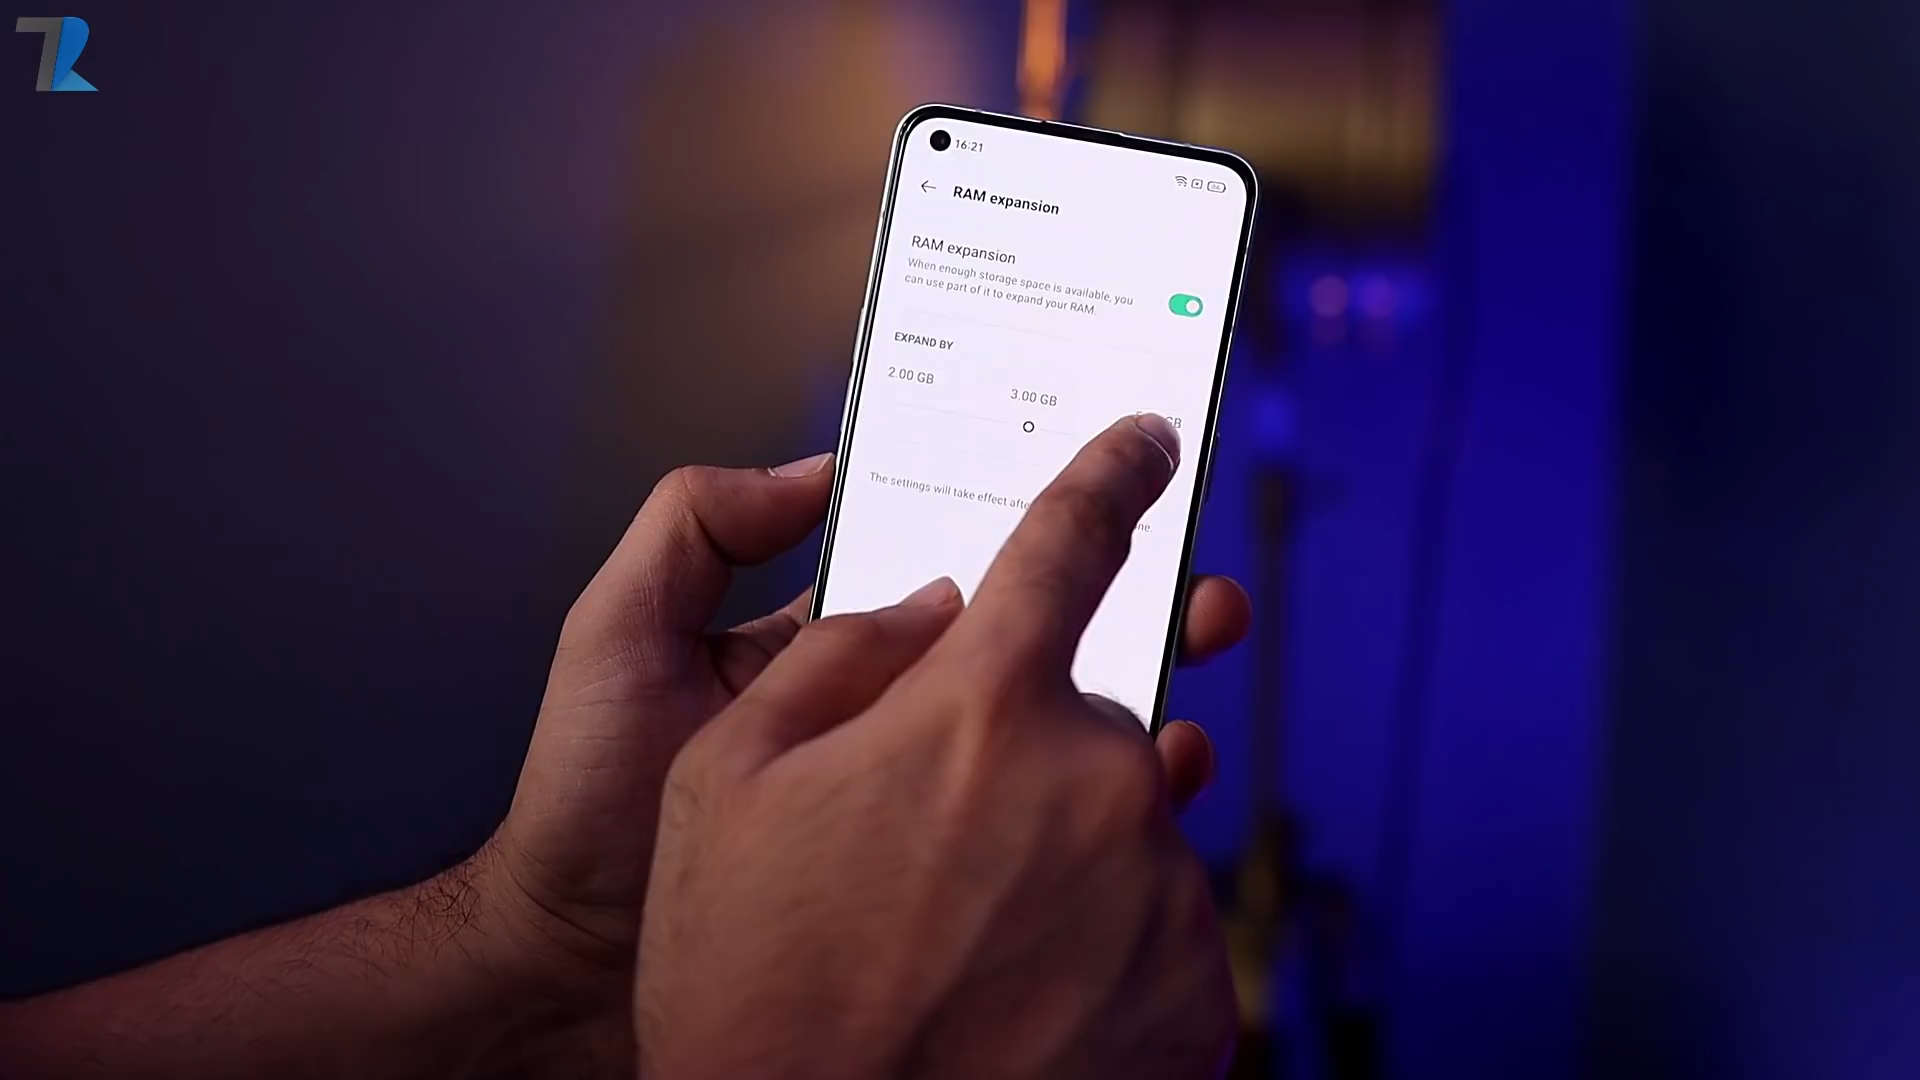 16:21
RAM expansion
RAM expansion
When enough storage space is available, you
can use part of it to expand your RAM.
EXPAND BY
2.00 GB
3.00 GB
GB
The settings will take effect